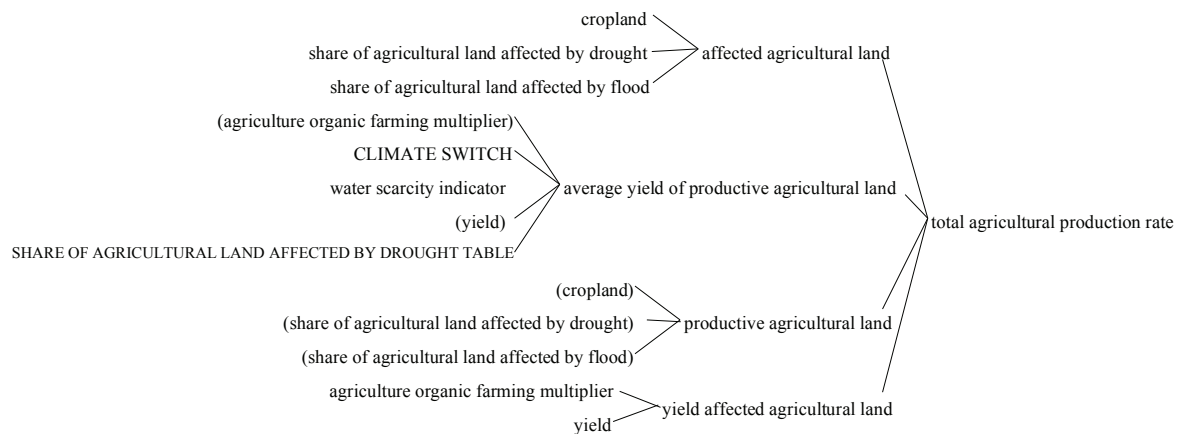 cropland
share of agricultural land affected by drought
affected agricultural land
share of agricultural land affected by flood
(agriculture organic farming multiplier)
CLIMATE SWITCH
water scarcity indicator
average yield of productive agricultural land
(yield)
total agricultural production rate
SHARE OF AGRICULTURAL LAND AFFECTED BY DROUGHT TABLE
(cropland)
(share of agricultural land affected by drought)
productive agricultural land
(share of agricultural land affected by flood)
agriculture organic farming multiplier
yield affected agricultural land
yield